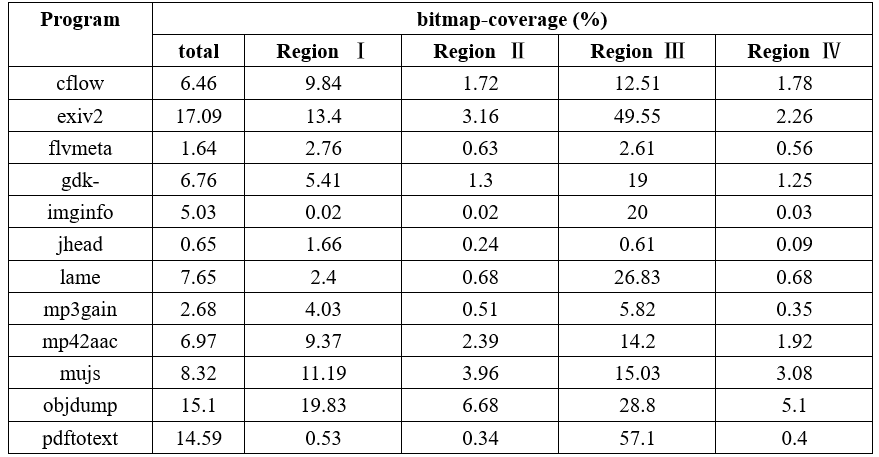 Program bitmap-coverage (%)
total Region Ⅰ Region Ⅱ Region Ⅲ Region Ⅳ
cflow 6.46 9.84 1.72 12.51 1.78
exiv2 17.09 13.4 3.16 49.55 2.26
flvmeta 1.64 2.76 0.63 2.61 0.56
gdk- 6.76 5.41 1.3 19 1.25
imginfo 5.03 0.02 0.02 20 0.03
jhead 0.65 1.66 0.24 0.61 0.09
lame 7.65 2.4 0.68 26.83 0.68
mp3gain 2.68 4.03 0.51 5.82 0.35
mp42aac 6.97 9.37 2.39 14.2 1.92
mujs 8.32 11.19 3.96 15.03 3.08
objdump 15.1 19.83 6.68 28.8 5.1
pdftotext 14.59 0.53 0.34 57.1 0.4